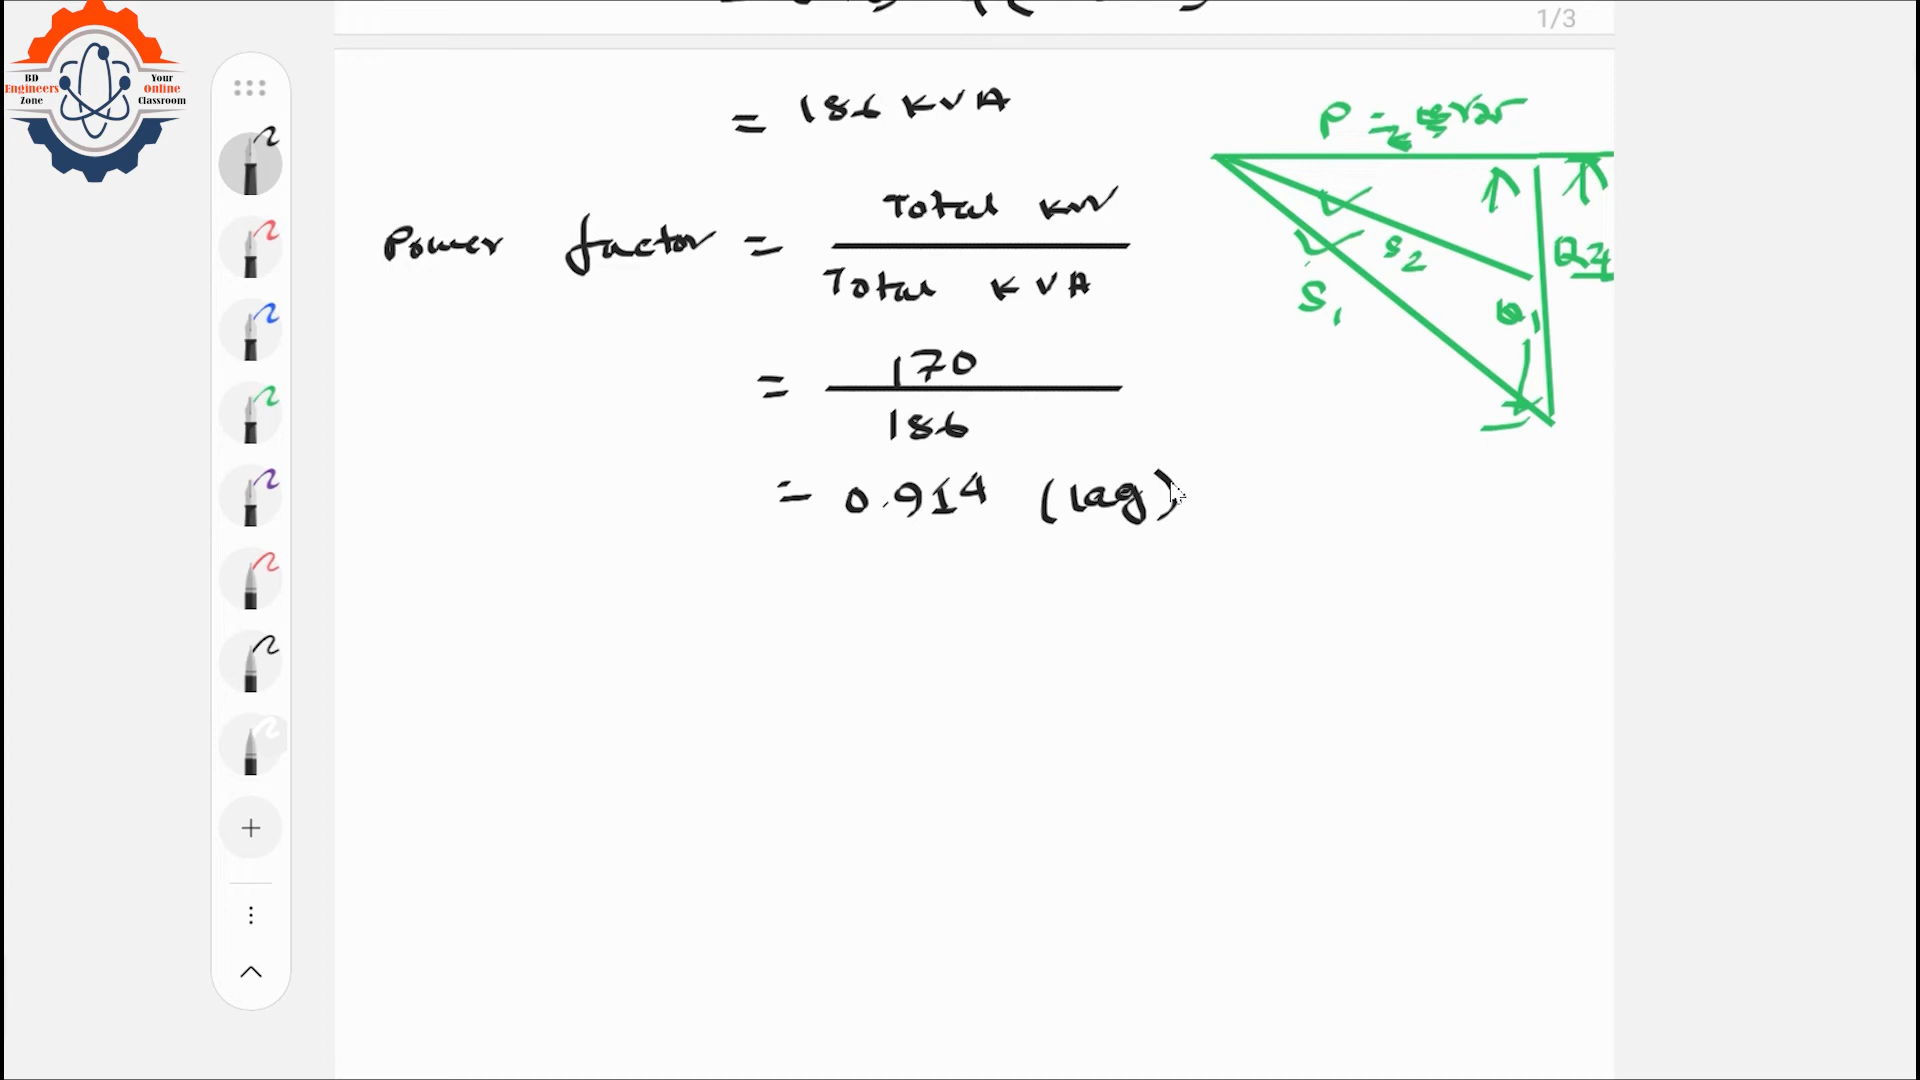 BD Your
Engineers Online
Zone Classroom
1/3
= 186 KVA
P =
Power factor = Total kW
Total KVA
S2
Q2
S1
Q1
= 170
186
= 0.914 (lag)